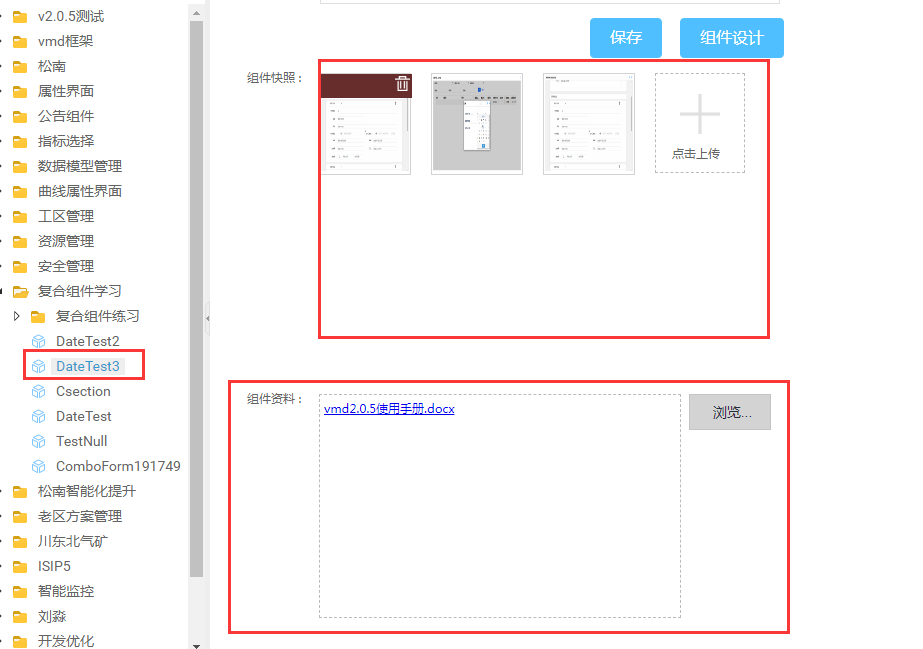 v2.0.5测试
vmd框架
松南
属性界面
公告组件
指标选择
数据模型管理
曲线属性界面
工区管理
资源管理
安全管理
复合组件学习
复合组件练习
DateTest2
DateTest3
Csection
DateTest
TestNull
ComboForm191749
松南智能化提升
老区方案管理
川东北气矿
ISIP5
智能监控
刘淼
开发优化
保存
组件设计
组件快照：
点击上传
组件资料：
vmd2.0.5使用手册.docx
浏览...